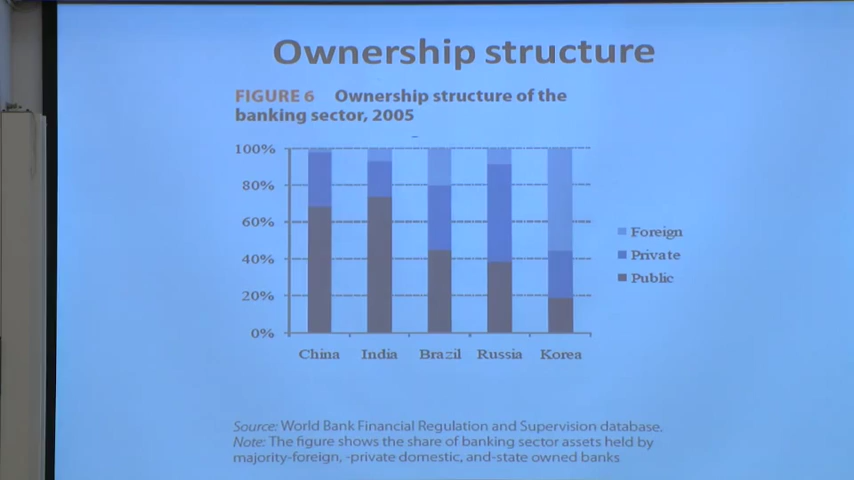 Ownership structure
FIGURE 6 Ownership structure of the
banking sector, 2005
100%
80%
60%
40%
20%
0%
China India Brazil Russia Korea
Foreign
Private
Public
Source: World Bank Financial Regulation and Supervision database.
Note: The figure shows the share of banking sector assets held by
majority-foreign, -private domestic, and-state owned banks